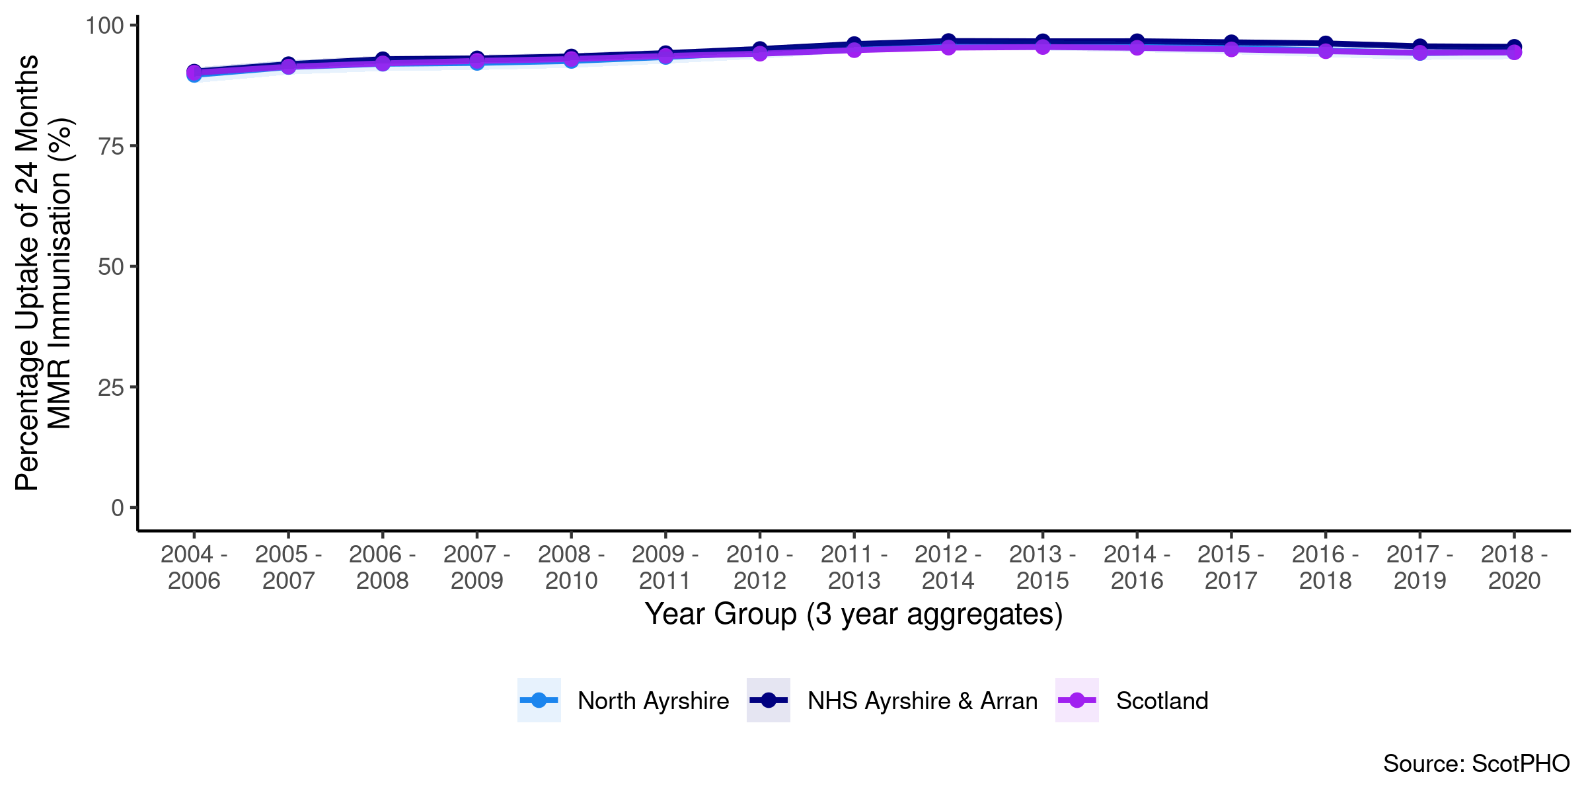 Percentage Uptake of 24 Months
MMR Immunisation (%)
100
75
50
25
0
2004 - 2006
2005 - 2007
2006 - 2008
2007 - 2009
2008 - 2010
2009 - 2011
2010 - 2012
2011 - 2013
2012 - 2014
2013 - 2015
2014 - 2016
2015 - 2017
2016 - 2018
2017 - 2019
2018 - 2020
Year Group (3 year aggregates)
North Ayrshire
NHS Ayrshire & Arran
Scotland
Source: ScotPHO